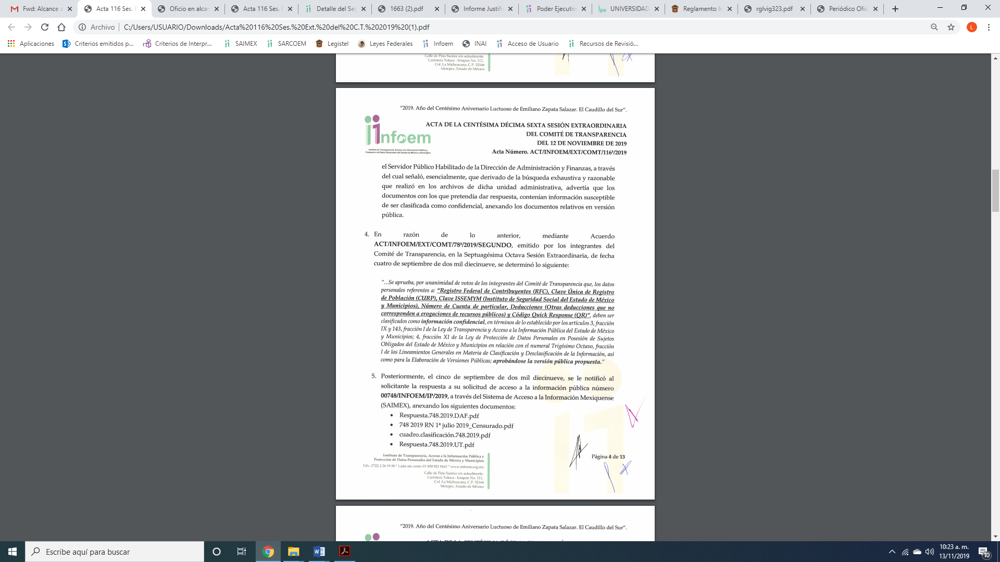 Fwd: Alcance a
Acta 116 Ses. E
Oficio en alcan
Acta 116 Ses. E
Detalle del Seg
1663 (2).pdf
Informe Justifi
Poder Ejecutiv
UNIVERSIDAD
Reglamento In
rglvig323.pdf
Periódico Ofic
Archivo
C:/Users/USUARIO/Downloads/Acta%20116%20Ses.%20Ext.%20del%20C.T.%202019%20(1).pdf
L
Aplicaciones
Criterios emitidos p...
Criterios de Interpr...
SAIMEX
SARCOEM
Legistel
Leyes Federales
Infoem
INAI
Acceso de Usuario
Recursos de Revisió...
Calle de Pino Suárez s/n actualmente
Carretera Toluca - Ixtapan No. 111,
Col. La Michoacana, C.P. 52166
Metepec, Estado de México
"2019. Año del Centésimo Aniversario Luctuoso de Emiliano Zapata Salazar. El Caudillo del Sur".
infoem
Instituto de Transparencia, Acceso a la Información Pública y
Protección de Datos Personales del Estado de México y Municipios
ACTA DE LA CENTÉSIMA DÉCIMA SEXTA SESIÓN EXTRAORDINARIA
DEL COMITÉ DE TRANSPARENCIA
DEL 12 DE NOVIEMBRE DE 2019
Acta Número. ACT/INFOEM/EXT/COMT/116ª/2019
el Servidor Público Habilitado de la Dirección de Administración y Finanzas, a través
del cual señaló, esencialmente, que derivado de la búsqueda exhaustiva y razonable
que realizó en los archivos de dicha unidad administrativa, advertía que los
documentos con los que pretendía dar respuesta, contenían información susceptible
de ser clasificada como confidencial, anexando los documentos relativos en versión
pública.
4. En razón de lo anterior, mediante Acuerdo
ACT/INFOEM/EXT/COMT/78ª/2019/SEGUNDO, emitido por los integrantes del
Comité de Transparencia, en la Septuagésima Octava Sesión Extraordinaria, de fecha
cuatro de septiembre de dos mil diecinueve, se determinó lo siguiente:
"...Se aprueba, por unanimidad de votos de los integrantes del Comité de Transparencia que, los datos
personales referentes a: "Registro Federal de Contribuyentes (RFC), Clave Única de Registro
de Población (CURP), Clave ISSEMYM (Instituto de Seguridad Social del Estado de México
y Municipios), Número de Cuenta de particular, Deducciones (Otras deducciones que no
corresponden a erogaciones de recursos públicos) y Código Quick Response (QR)", deben ser
clasificados como información confidencial, en términos de lo establecido por los artículos 3, fracción
IX y 143, fracción I de la Ley de Transparencia y Acceso a la Información Pública del Estado de México
y Municipios; 4, fracción XI de la Ley de Protección de Datos Personales en Posesión de Sujetos
Obligados del Estado de México y Municipios en relación con el numeral Trigésimo Octavo, fracción
I de los Lineamientos Generales en Materia de Clasificación y Desclasificación de la Información, así
como para la Elaboración de Versiones Públicas; aprobándose la versión pública propuesta."
5. Posteriormente, el cinco de septiembre de dos mil diecinueve, se le notificó al
solicitante la respuesta a su solicitud de acceso a la información pública número
00748/INFOEM/IP/2019, a través del Sistema de Acceso a la Información Mexiquense
(SAIMEX), anexando los siguientes documentos:
• Respuesta.748.2019.DAF.pdf
• 748 2019 RN 1ª julio 2019_Censurado.pdf
• cuadro.clasificación.748.2019.pdf
• Respuesta.748.2019.UT.pdf
Instituto de Transparencia, Acceso a la Información Pública y
Protección de Datos Personales del Estado de México y Municipios
Tels. (722) 2 26 19 80 * Lada sin costo: 01 800 821 0441 * www.infoem.org.mx
Calle de Pino Suárez s/n actualmente
Carretera Toluca - Ixtapan No. 111,
Col. La Michoacana, C.P. 52166
Metepec, Estado de México
Página 4 de 13
"2019. Año del Centésimo Aniversario Luctuoso de Emiliano Zapata Salazar. El Caudillo del Sur".
Escribe aquí para buscar
10:23 a. m.
13/11/2019
10